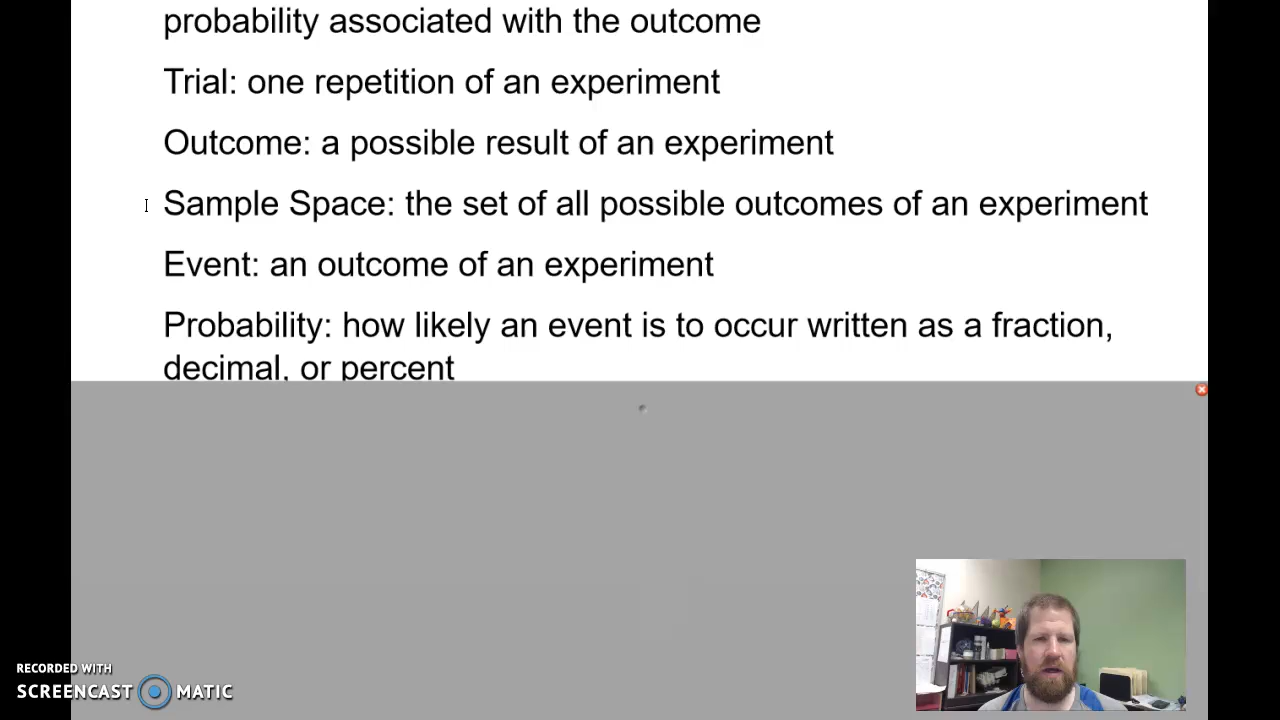 probability associated with the outcome
Trial: one repetition of an experiment
Outcome: a possible result of an experiment
Sample Space: the set of all possible outcomes of an experiment
Event: an outcome of an experiment
Probability: how likely an event is to occur written as a fraction,
decimal, or percent
RECORDED WITH
SCREENCAST MATIC